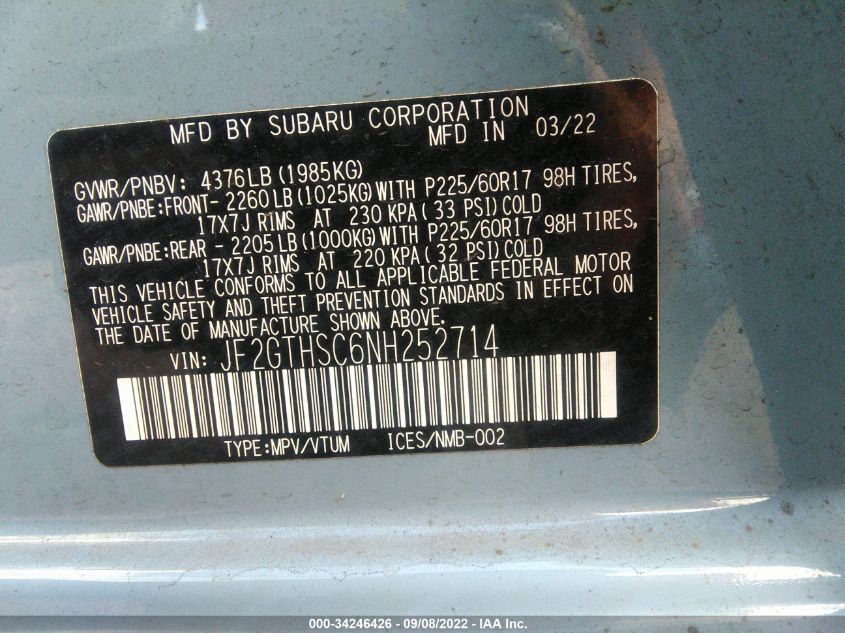 MFD BY SUBARU CORPORATION
MFD IN 03/22
GVWR/PNBV: 4376LB(1985KG)
GAWR/PNBE:FRONT- 2260LB(1025KG)WITH P225/60R17 98H TIRES,
17X7J RIMS AT 230 KPA( 33 PSI)COLD
GAWR/PNBE:REAR - 2205LB(1000KG)WITH P225/60R17 98H TIRES,
17X7J RIMS AT 220 KPA( 32 PSI)COLD
THIS VEHICLE CONFORMS TO ALL APPLICABLE FEDERAL MOTOR
VEHICLE SAFETY AND THEFT PREVENTION STANDARDS IN EFFECT ON
THE DATE OF MANUFACTURE SHOWN ABOVE.
VIN: JF2GTHSC6NH252714
TYPE:MPV/VTUM ICES/NMB-002
000-34246426 - 09/08/2022 - IAA Inc.